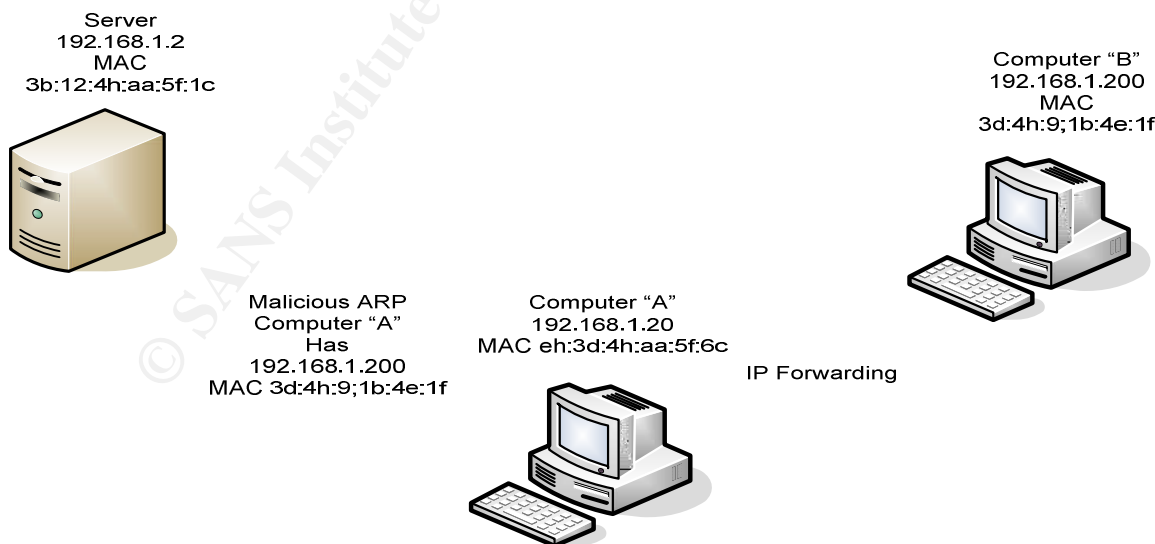 Server
192.168.1.2
MAC
3b:12:4h:aa:5f:1c
Computer “B”
192.168.1.200
MAC
3d:4h:9;1b:4e:1f
Malicious ARP
Computer “A”
Has
192.168.1.200
MAC 3d:4h:9;1b:4e:1f
Computer “A”
192.168.1.20
MAC eh:3d:4h:aa:5f:6c
IP Forwarding
© SANS Institute